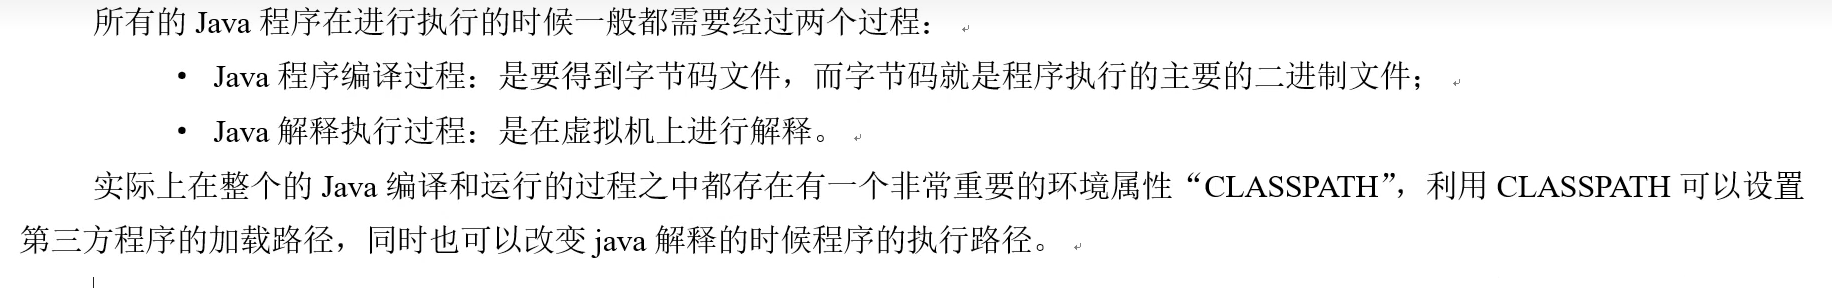 所有的 Java 程序在进行执行的时候一般都需要经过两个过程：
• Java 程序编译过程：是要得到字节码文件，而字节码就是程序执行的主要的二进制文件；
• Java 解释执行过程：是在虚拟机上进行解释。
实际上在整个的 Java 编译和运行的过程之中都存在有一个非常重要的环境属性“CLASSPATH”，利用 CLASSPATH 可以设置
第三方程序的加载路径，同时也可以改变 java 解释的时候程序的执行路径。